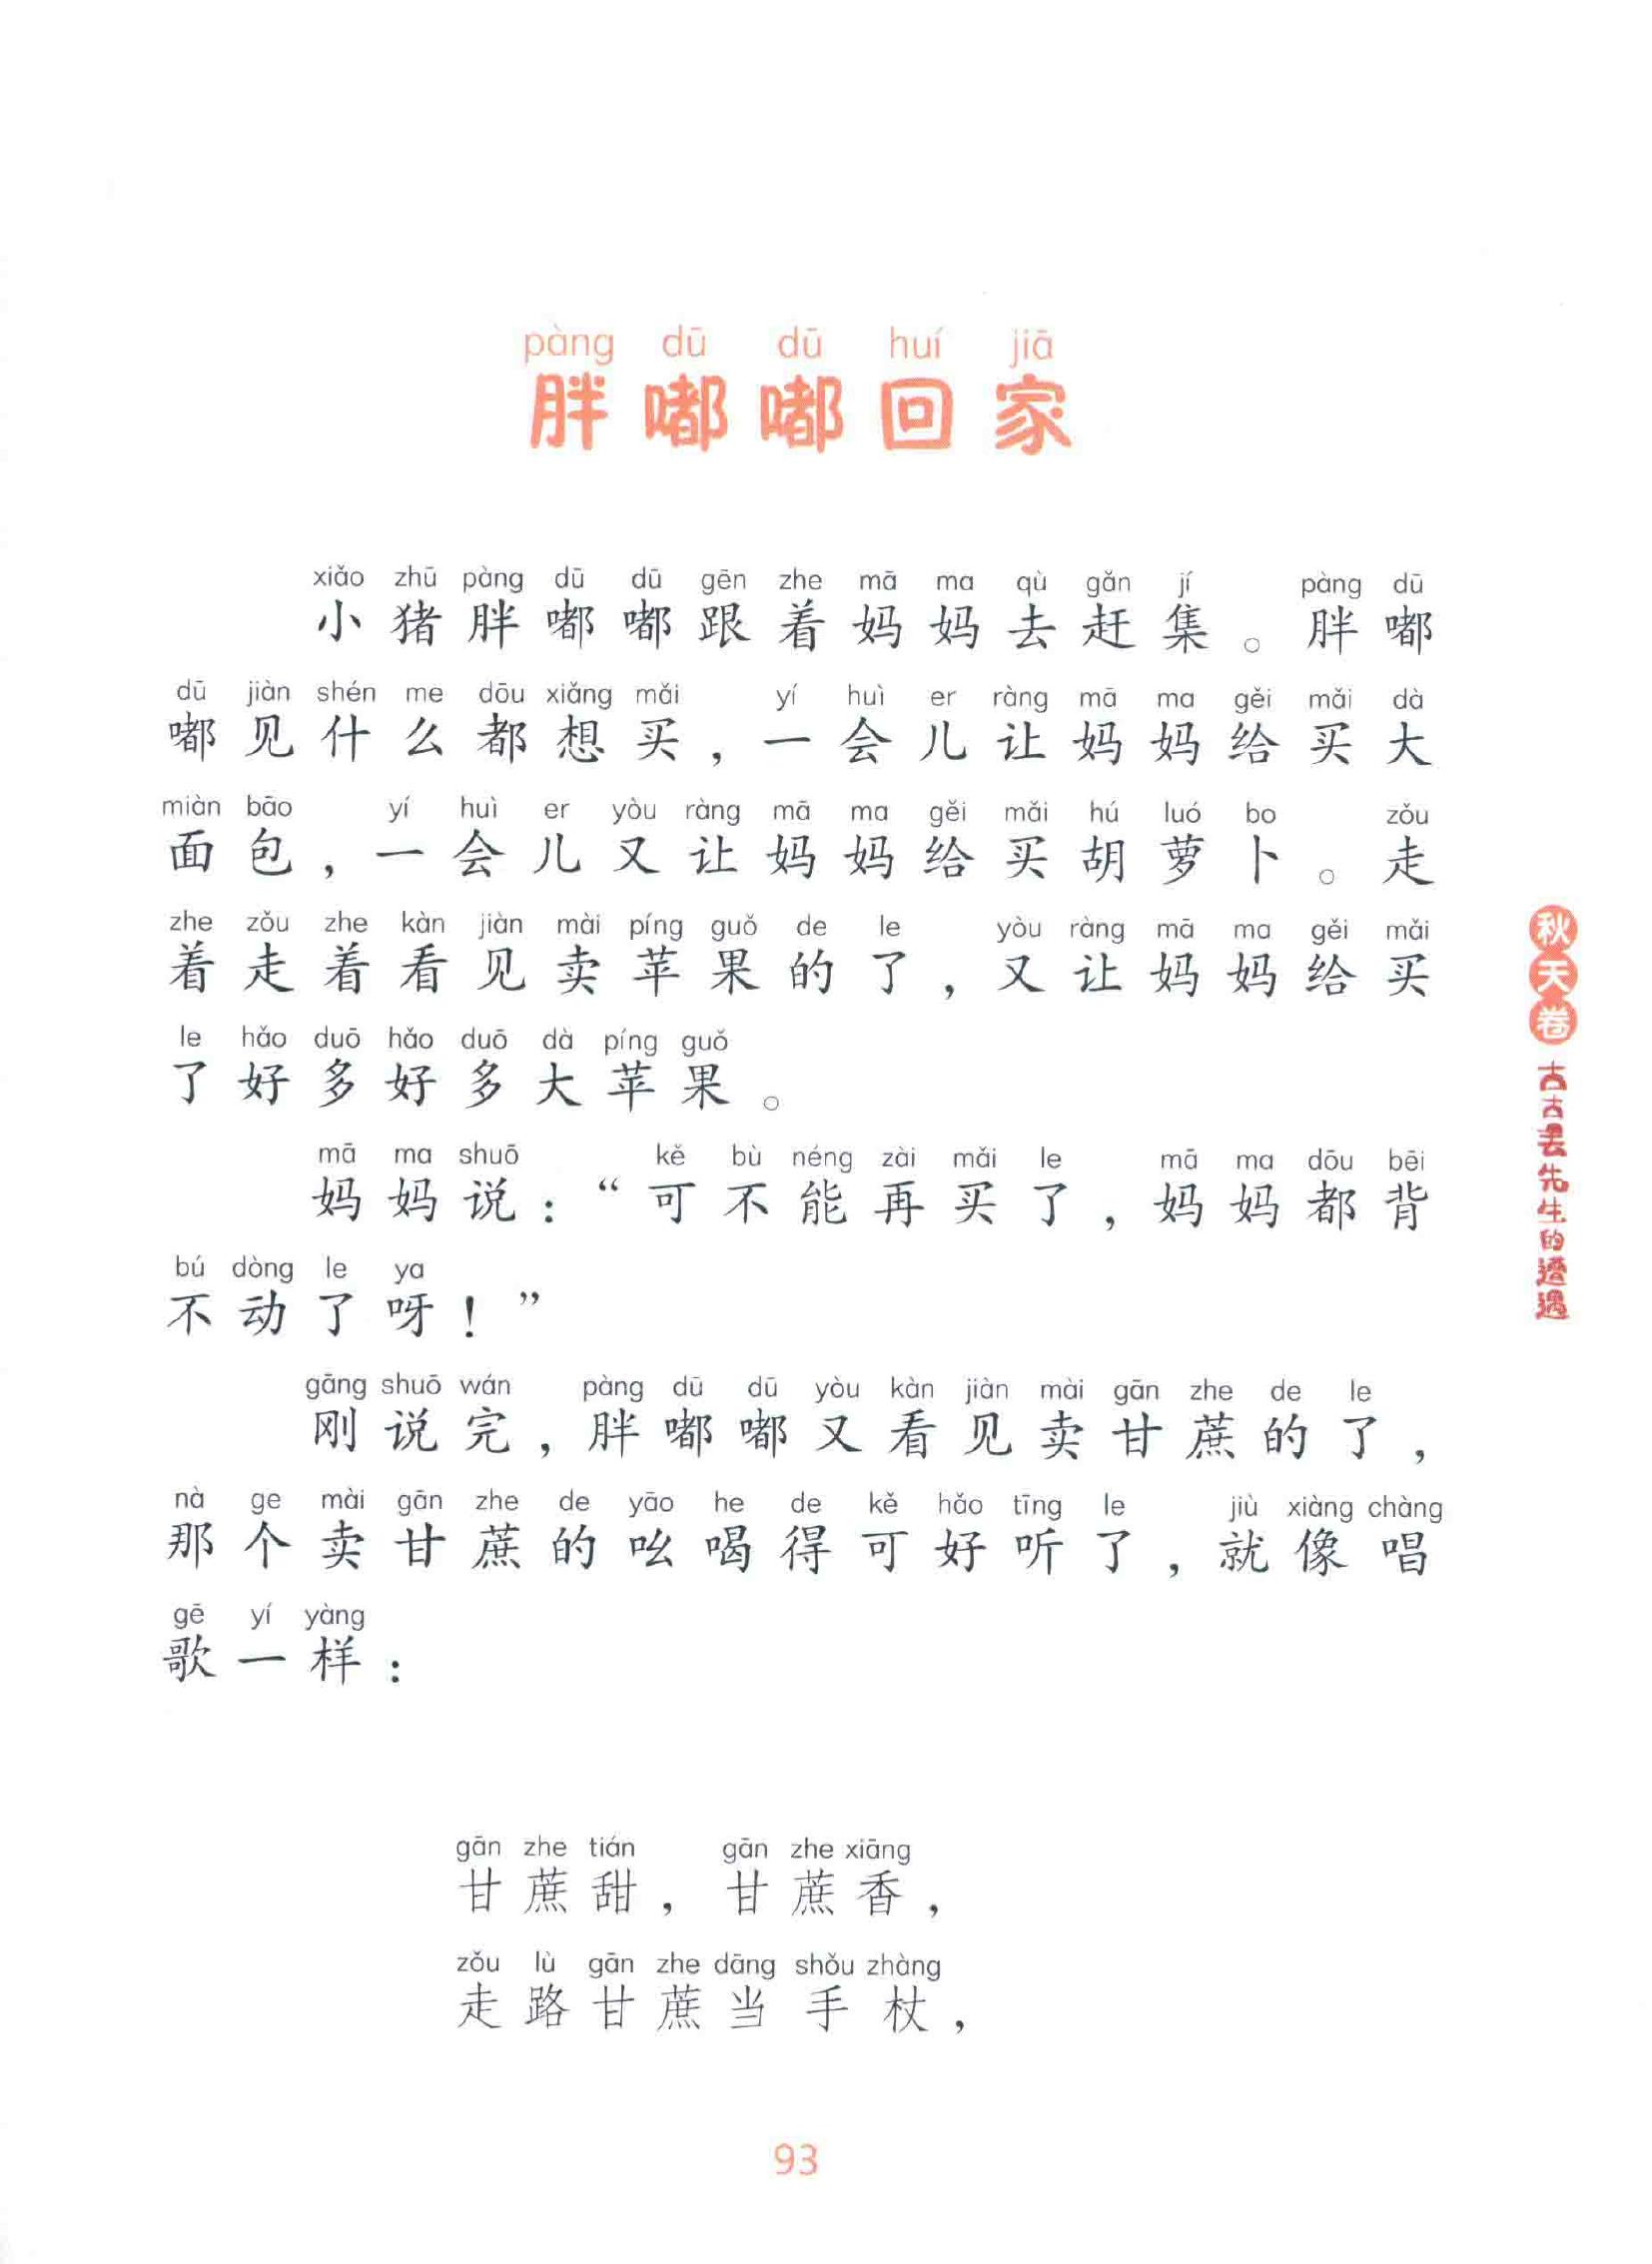 pàng dū dū huí jiā
胖嘟嘟回家
xiǎo zhū pàng dū dū gēn zhe mā ma qù gǎn jí pàng dū
小猪胖嘟嘟跟着妈妈去赶集。胖嘟
dū jiàn shén me dōu xiǎng mǎi yí huì er ràng mā ma gěi mǎi dà
嘟见什么都想买，一会儿让妈妈给买大
miàn bāo yí huì er yòu ràng mā ma gěi mǎi hú luó bo zǒu
面包，一会儿又让妈妈给买胡萝卜。走
zhe zǒu zhe kàn jiàn mài píng guǒ de le yòu ràng mā ma gěi mǎi
着走着看见卖苹果的了，又让妈妈给买
le hǎo duō hǎo duō dà píng guǒ
了好多好多大苹果。
mā ma shuō kě bù néng zài mǎi le mā ma dōu bēi
妈妈说：“可不能再买了，妈妈都背
bú dòng le ya
不动了呀！”
gāng shuō wán pàng dū dū yòu kàn jiàn mài gān zhe de le
刚说完，胖嘟嘟又看见卖甘蔗的了，
nà ge mài gān zhe de yāo he de kě hǎo tīng le jiù xiàng chàng
那个卖甘蔗的吆喝得可好听了，就像唱
gē yí yàng
歌一样：
gān zhe tián gān zhe xiāng
甘蔗甜，甘蔗香，
zǒu lù gān zhe dāng shǒu zhàng
走路甘蔗当手杖，
秋天卷 古古丢先生的遭遇
93